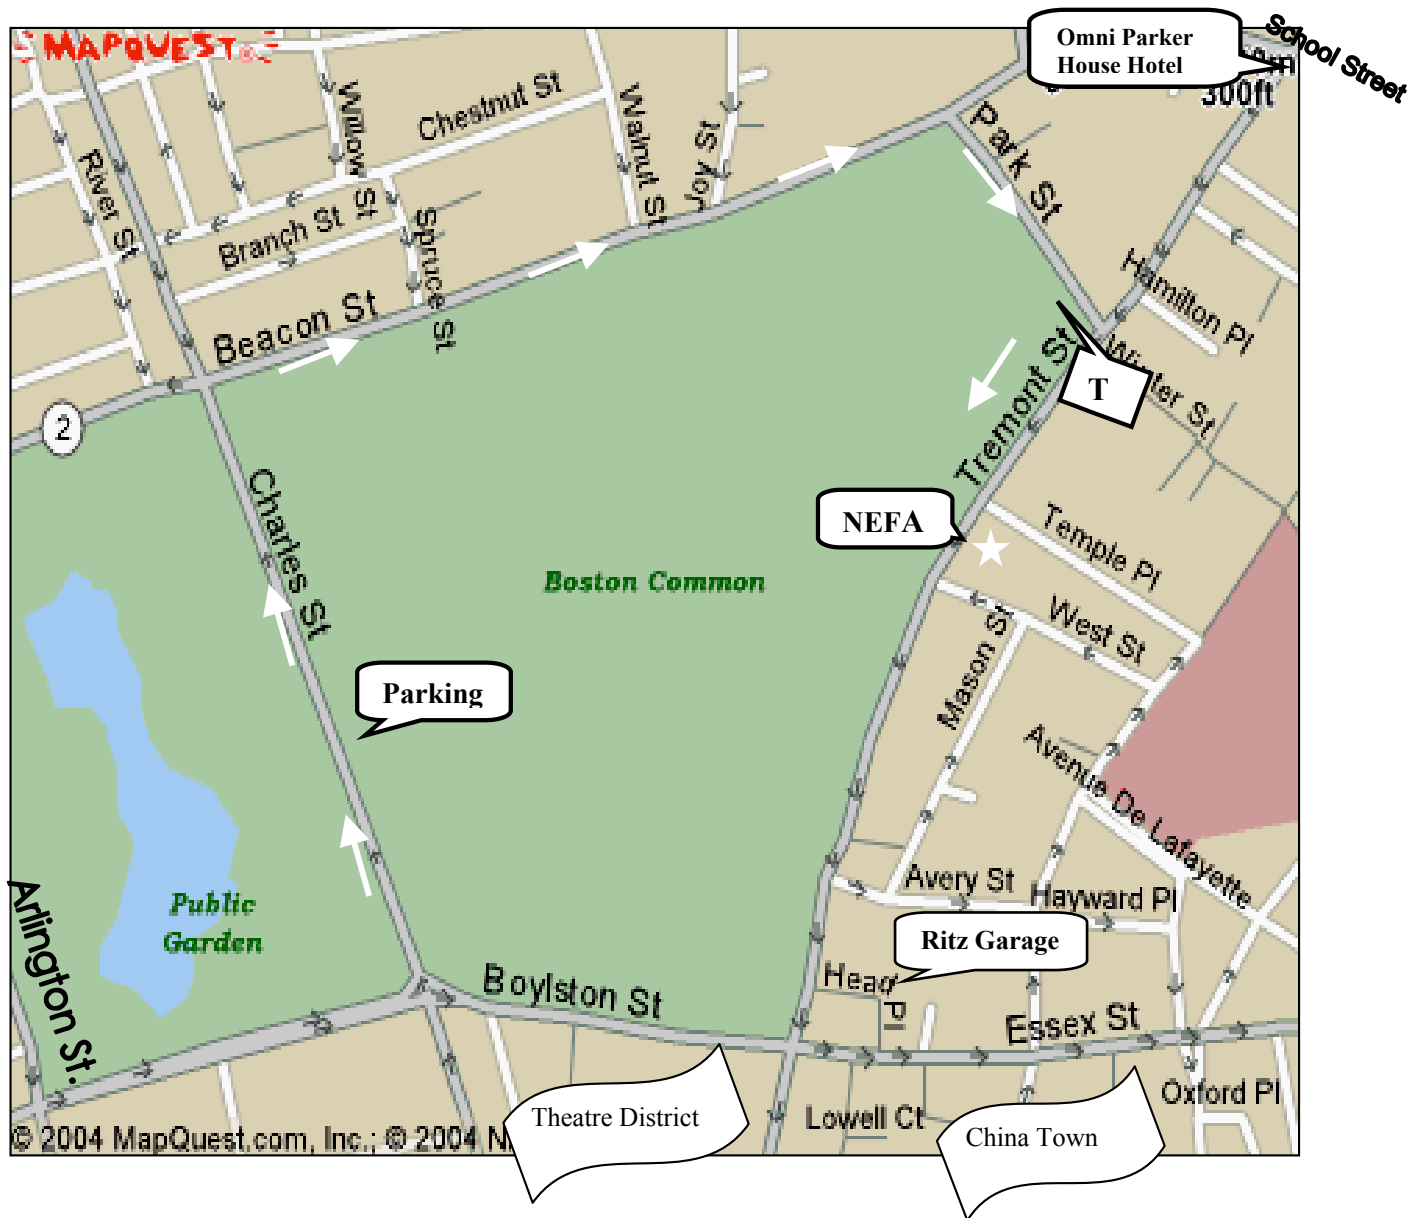 MAPQUEST®
Omni Parker
House Hotel
School Street
300ft
Willow St
Chestnut St
Walnut St
Joy St
Park St
River St
Branch St
Spruce St
Beacon St
Hamilton Pl
Winter St
T
2
Tremont St
Charles St
NEFA
Temple Pl
Boston Common
West St
Mason St
Parking
Avenue De Lafayette
Avery St
Hayward Pl
Public
Garden
Arlington St.
Ritz Garage
Head Pl
Boylston St
Essex St
Oxford Pl
Theatre District
Lowell Ct
China Town
© 2004 MapQuest.com, Inc.; © 2004 N